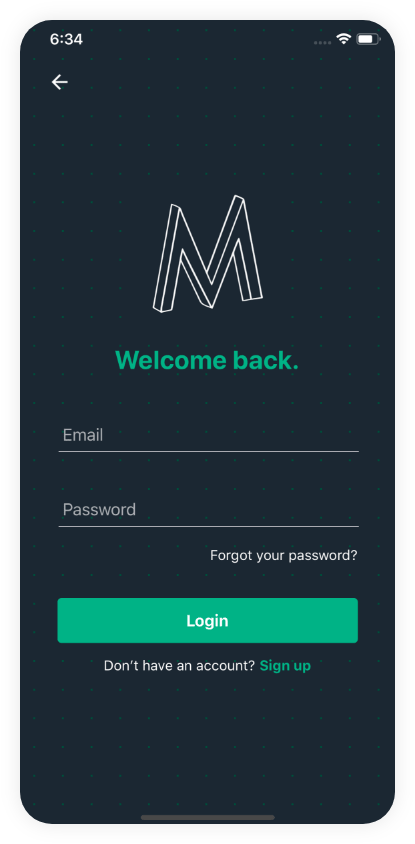 6:34
M
Welcome back.
Email
Password
Forgot your password?
Login
Don't have an account? Sign up